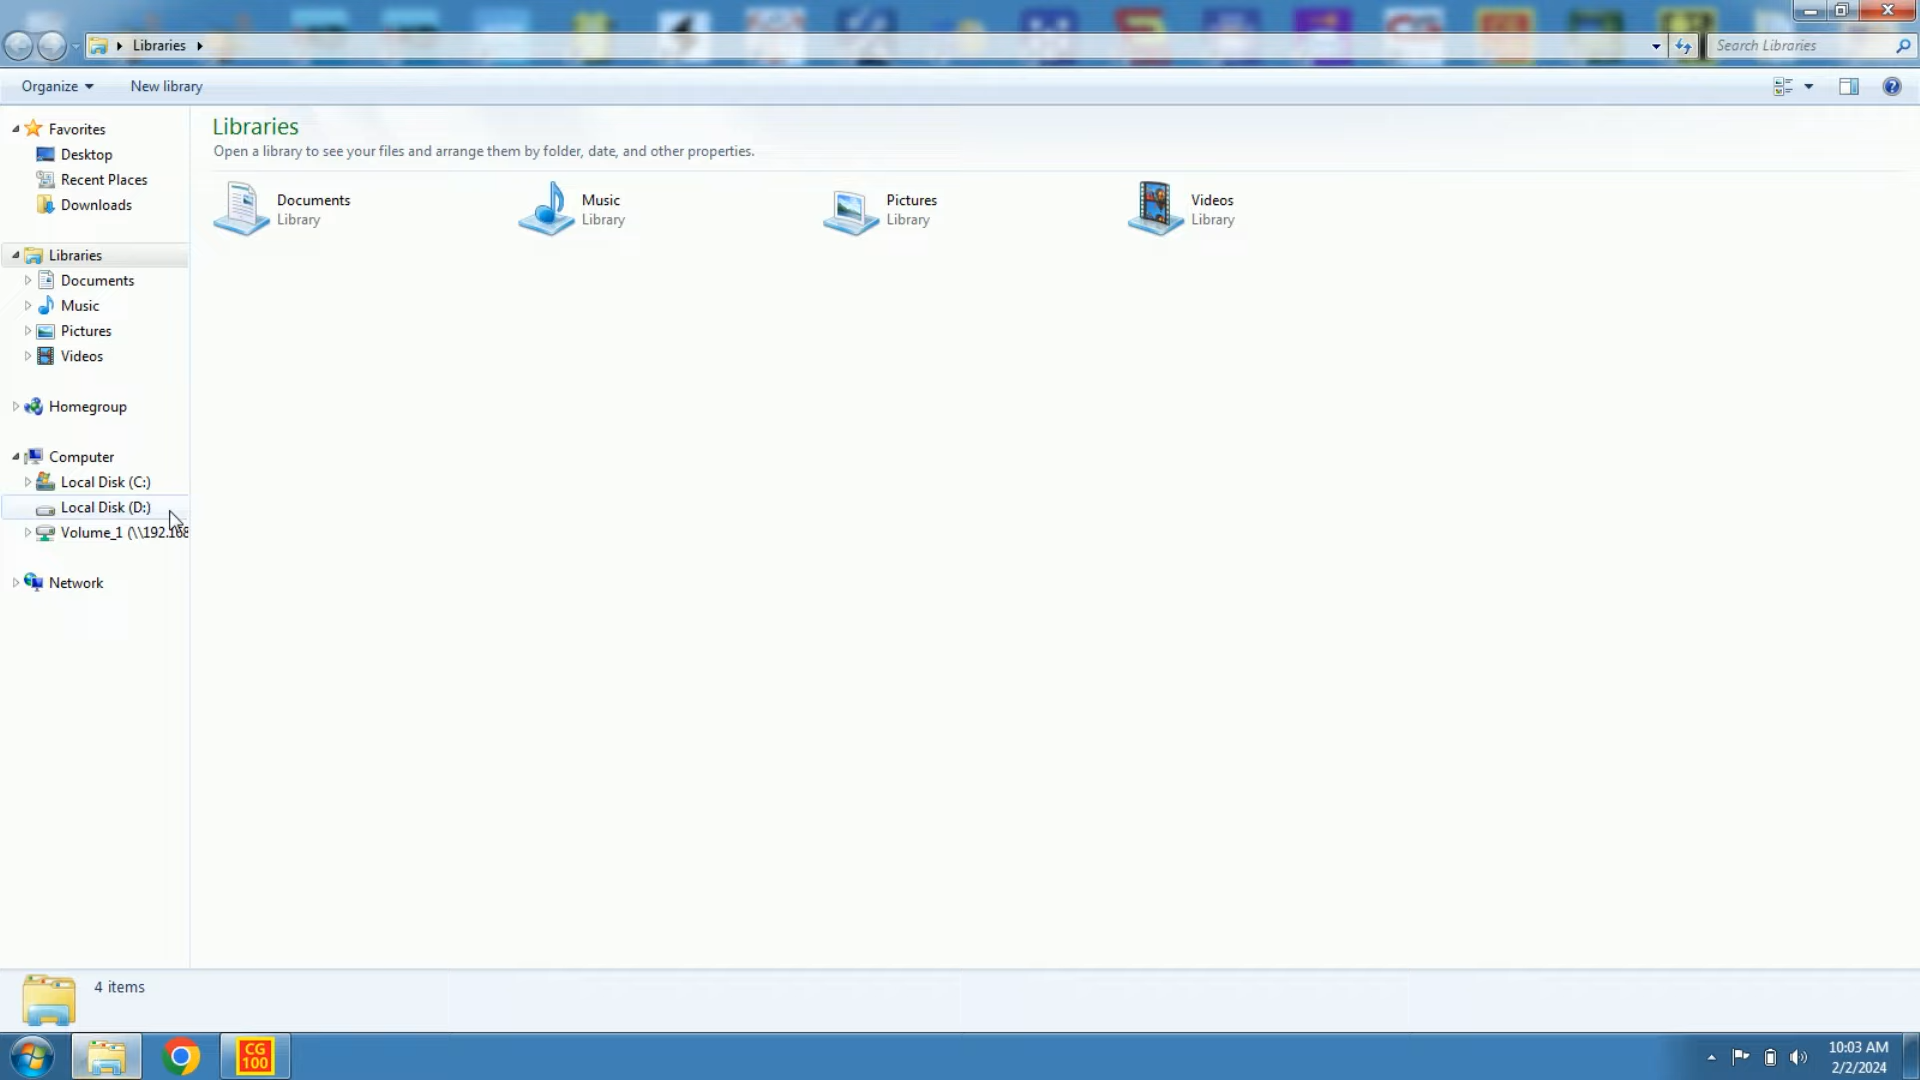 Libraries
Search Libraries
Organize
New library
Favorites
Desktop
Recent Places
Downloads
Libraries
Documents
Music
Pictures
Videos
Homegroup
Computer
Local Disk (C:)
Local Disk (D:)
Volume_1 (\\192.168
Network
Libraries
Open a library to see your files and arrange them by folder, date, and other properties.
Documents
Library
Music
Library
Pictures
Library
Videos
Library
4 items
CG
100
10:03 AM
2/2/2024